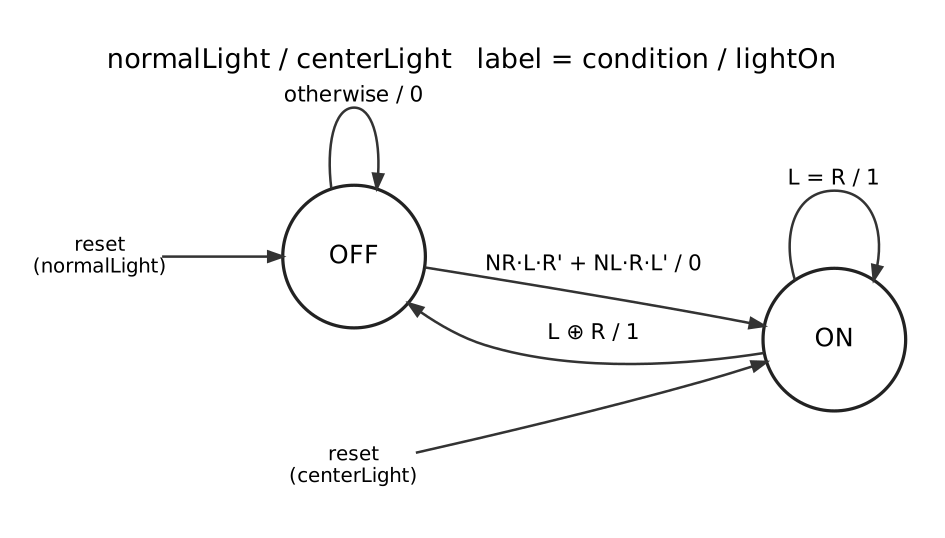 normalLight / centerLight   label = condition / lightOn
otherwise / 0
L = R / 1
reset
(normalLight)
OFF
NR·L·R' + NL·R·L' / 0
L ⊕ R / 1
ON
reset
(centerLight)